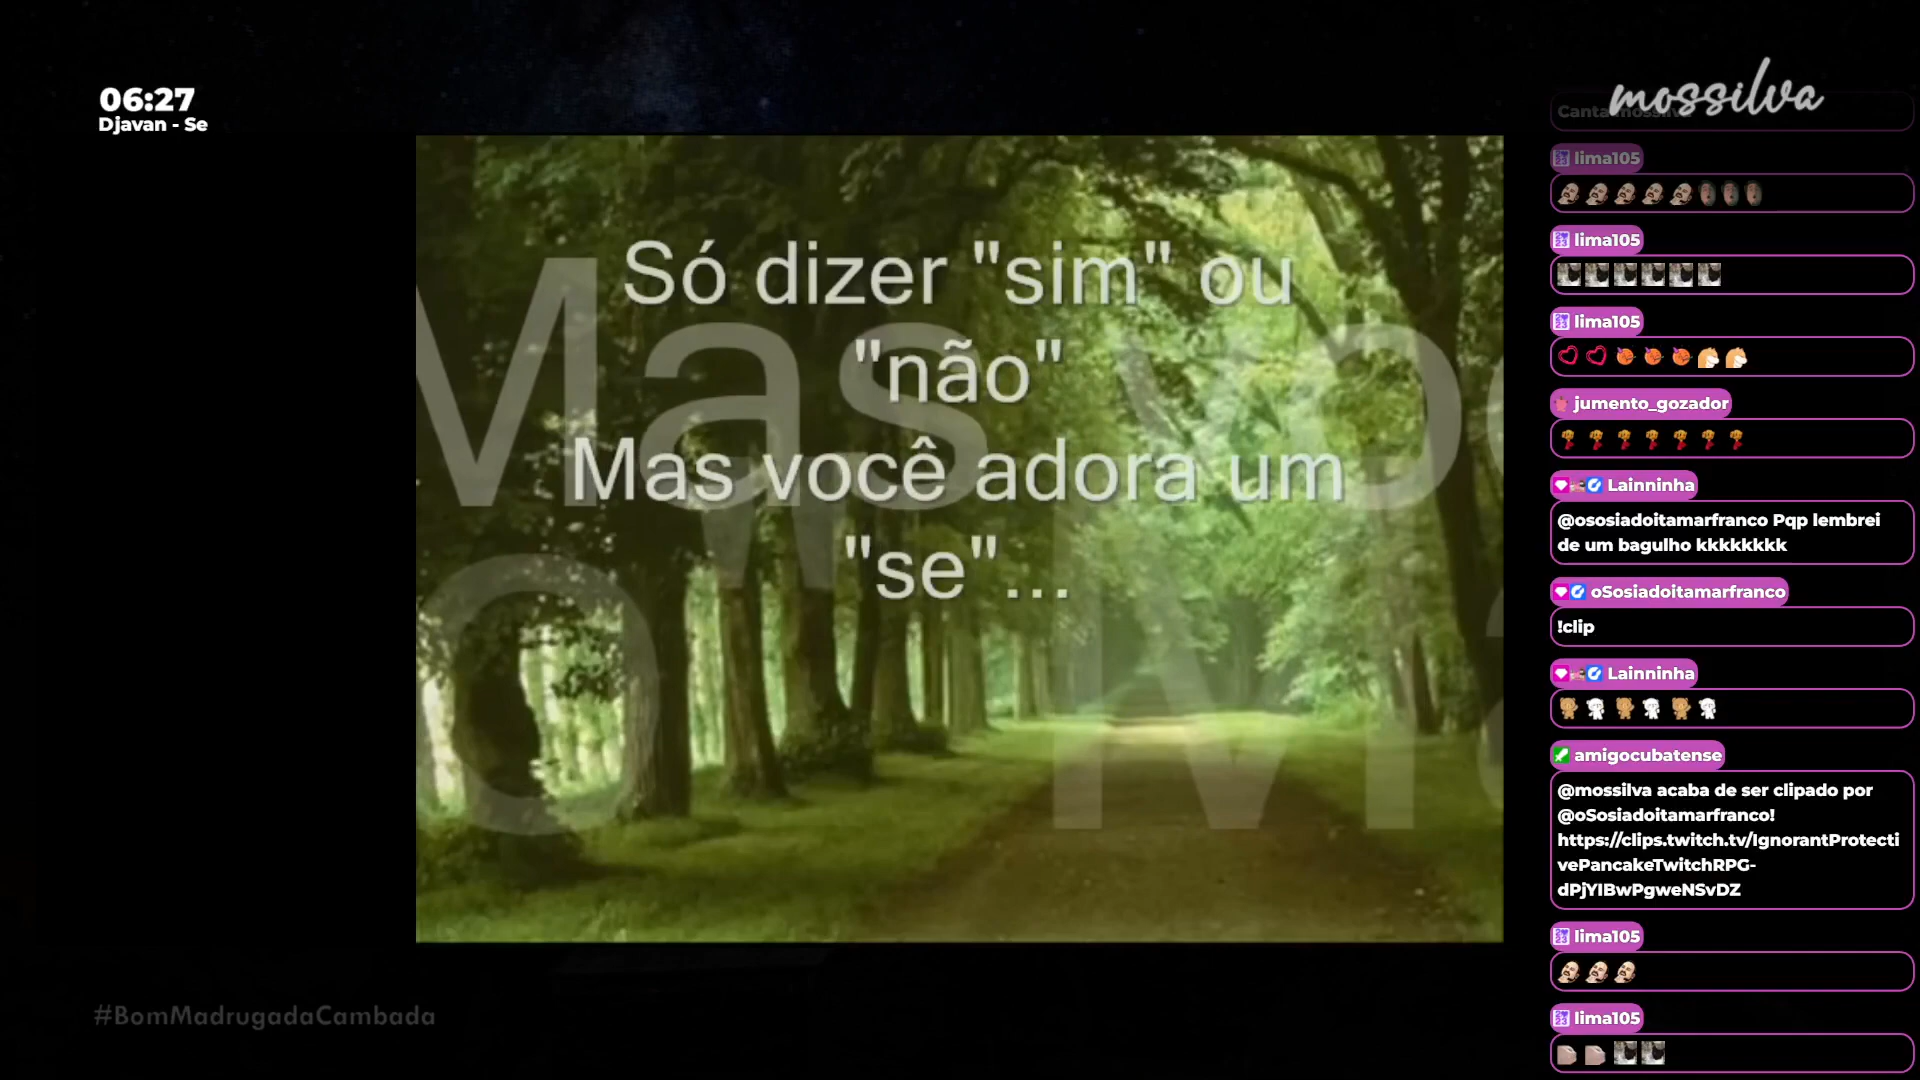 06:27
Djavan - Se
mossilva
Canta mossilva
Só dizer "sim" ou
"não"
Mas você adora um
"se"...
#BomMadrugadaCambada
lima105
lima105
lima105
jumento_gozador
Lainninha
@ososiadoitamarfranco Pqp lembrei
de um bagulho kkkkkkkk
oSosiadoitamarfranco
!clip
Lainninha
amigocubatense
@mossilva acaba de ser clipado por
@oSosiadoitamarfranco!
https://clips.twitch.tv/IgnorantProtecti
vePancakeTwitchRPG-
dPjYIBwPgweNSvDZ
lima105
lima105